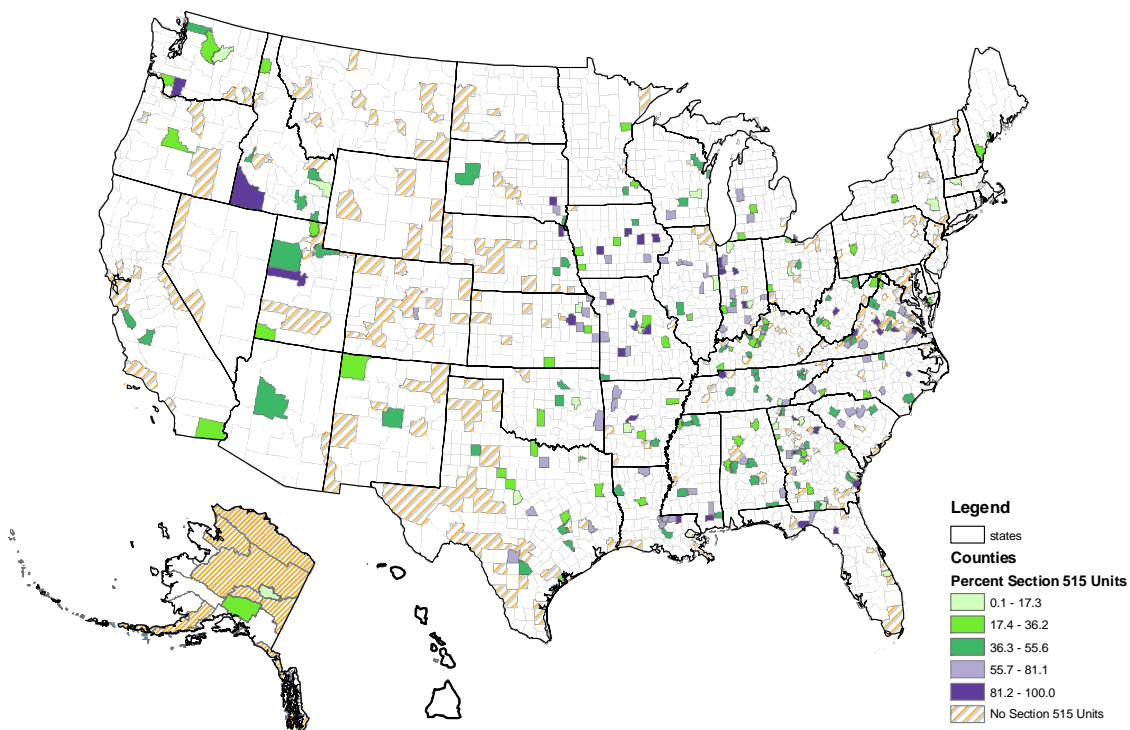 Legend
states
Counties
Percent Section 515 Units
0.1 - 17.3
17.4 - 36.2
36.3 - 55.6
55.7 - 81.1
81.2 - 100.0
No Section 515 Units